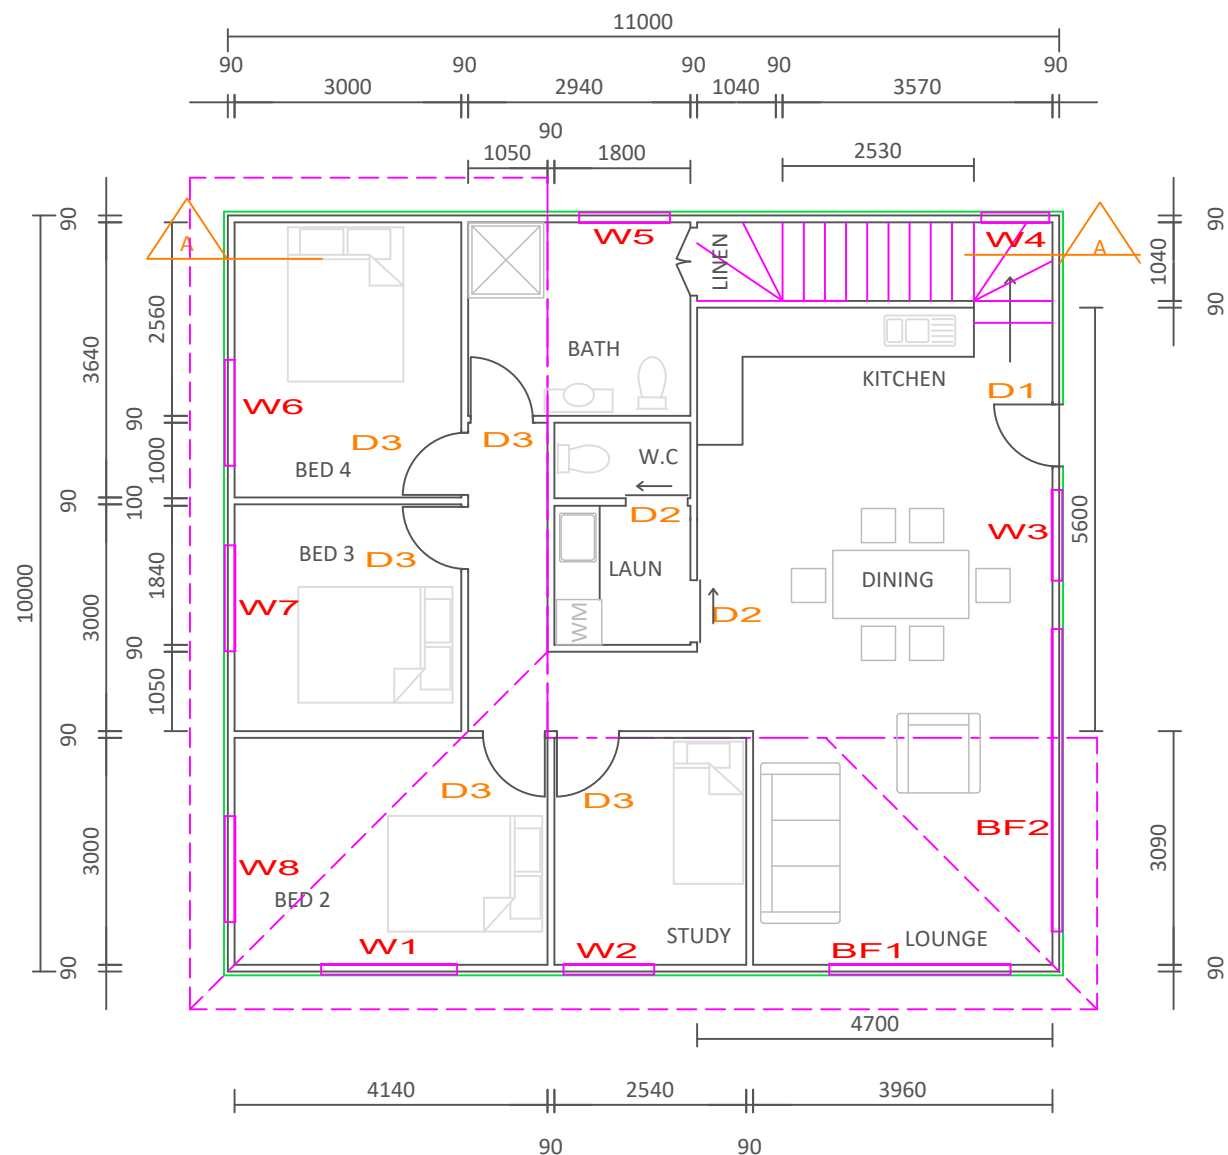 11000
90 90 90 90 90
3000 2940 1040 3570
90
1050 1800 2530
90 90
A W5 W4 A
LINEN
1040
2560
90
3640
BATH
KITCHEN
D1
W6
90
D3 D3
W.C
BED 4
1000
90
100
D2
W3
5600
BED 3
D3
LAUN
DINING
10000
1840
3000
W7
WM
D2
90
1050
90
D3 D3
BF2
3000
W8
3090
BED 2
STUDY
LOUNGE
W1 W2 BF1
90
90
4700
4140 2540 3960
90 90